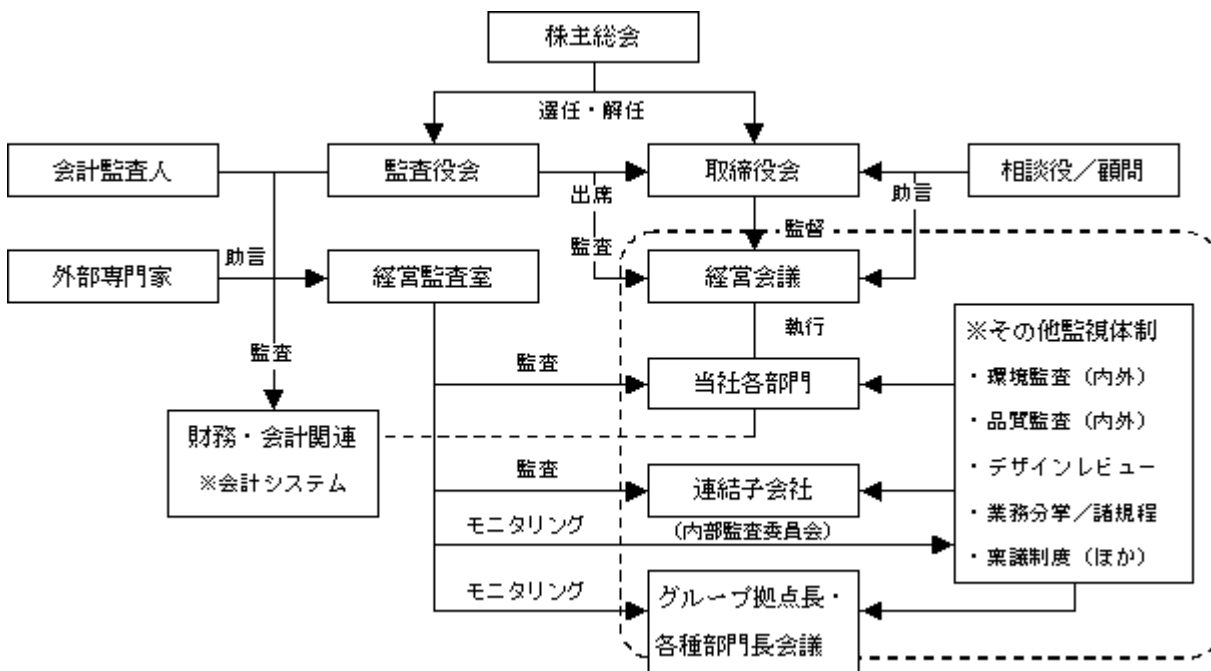 株主総会
選任・解任
会計監査人
監査役会
取締役会
相談役／顧問
出席
助言
監査
監督
外部専門家
助言
経営監査室
経営会議
執行
※その他監視体制
・環境監査（内外）
・品質監査（内外）
・デザインレビュー
・業務分掌／諸規程
・稟議制度（ほか）
監査
監査
当社各部門
財務・会計関連
※会計システム
監査
連結子会社
モニタリング
（内部監査委員会）
モニタリング
グループ拠点長・
各種部門長会議